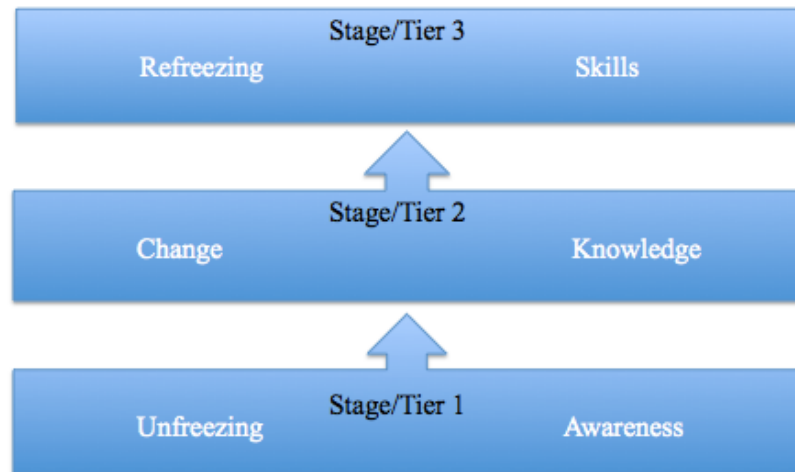 Stage/Tier 3
Refreezing Skills
Stage/Tier 2
Change Knowledge
Stage/Tier 1
Unfreezing Awareness